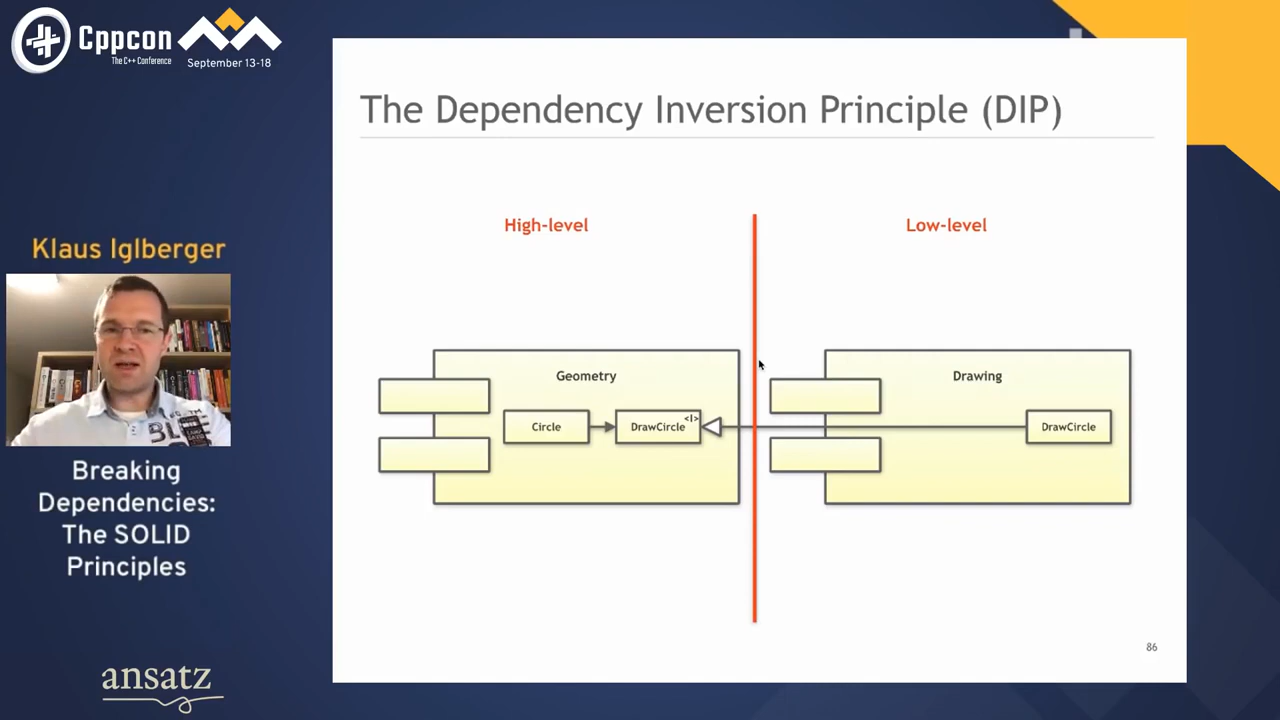 Cppcon
The C++ Conference
September 13-18
The Dependency Inversion Principle (DIP)
High-level
Low-level
Klaus Iglberger
Geometry
Drawing
Circle
DrawCircle
<I>
DrawCircle
Breaking
Dependencies:
The SOLID
Principles
86
ansatz